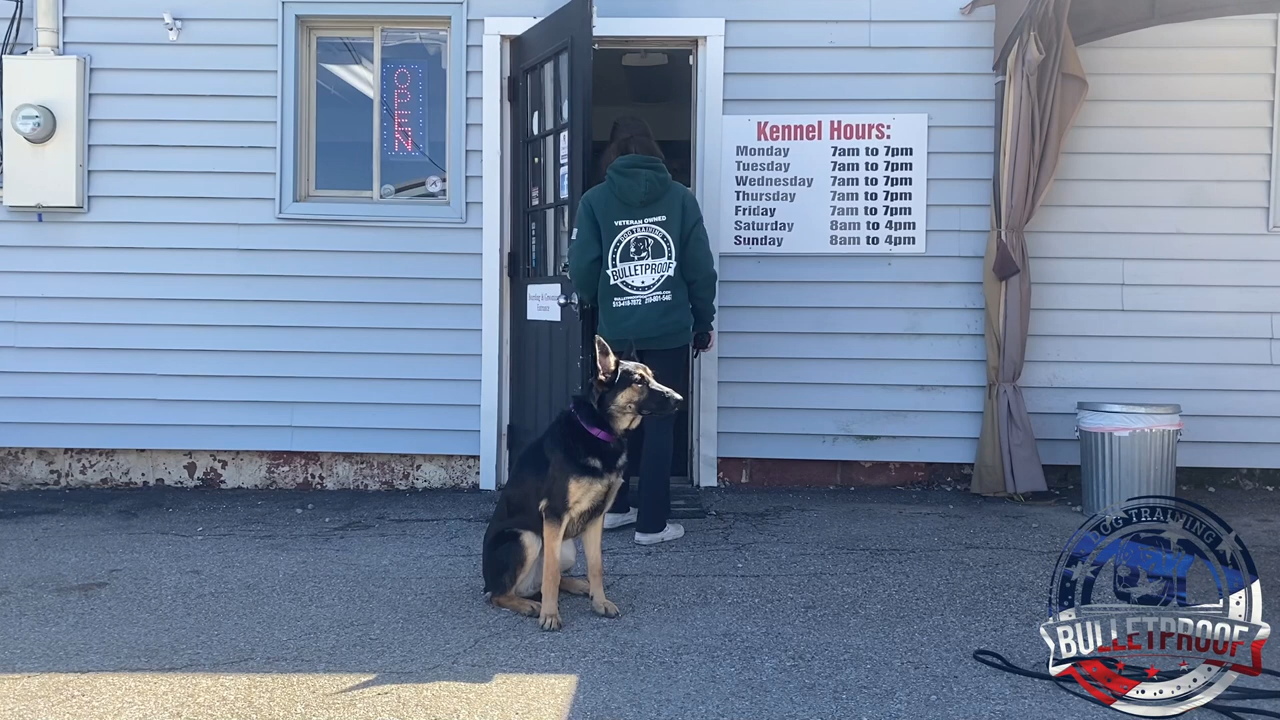 OPEN
Kennel Hours:
Monday 7am to 7pm
Tuesday 7am to 7pm
Wednesday 7am to 7pm
Thursday 7am to 7pm
Friday 7am to 7pm
Saturday 8am to 4pm
Sunday 8am to 4pm
VETERAN OWNED
DOG TRAINING
BULLETPROOF
Entrance
DOG TRAINING
BULLETPROOF